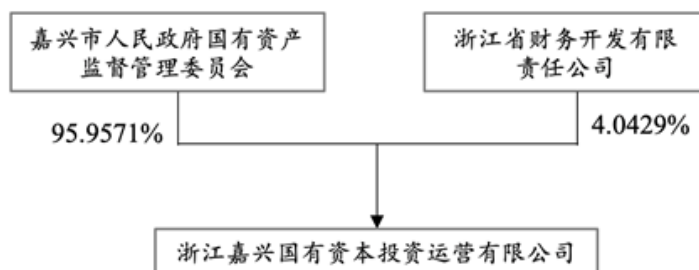 嘉兴市人民政府国有资产
监督管理委员会
浙江省财务开发有限
责任公司
95.9571%
4.0429%
浙江嘉兴国有资本投资运营有限公司